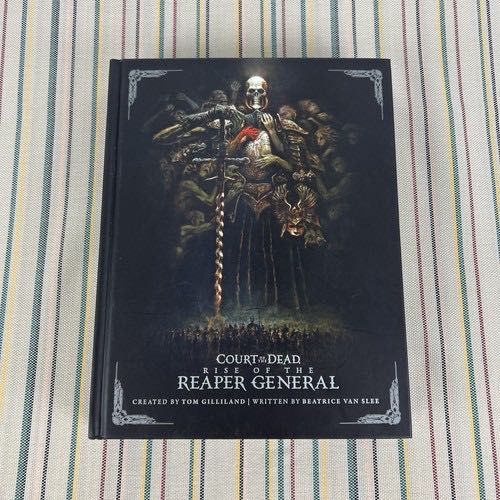 COURT OF THE DEAD
RISE OF THE
REAPER GENERAL
CREATED BY TOM GILLILAND | WRITTEN BY BEATRICE VAN SLEE